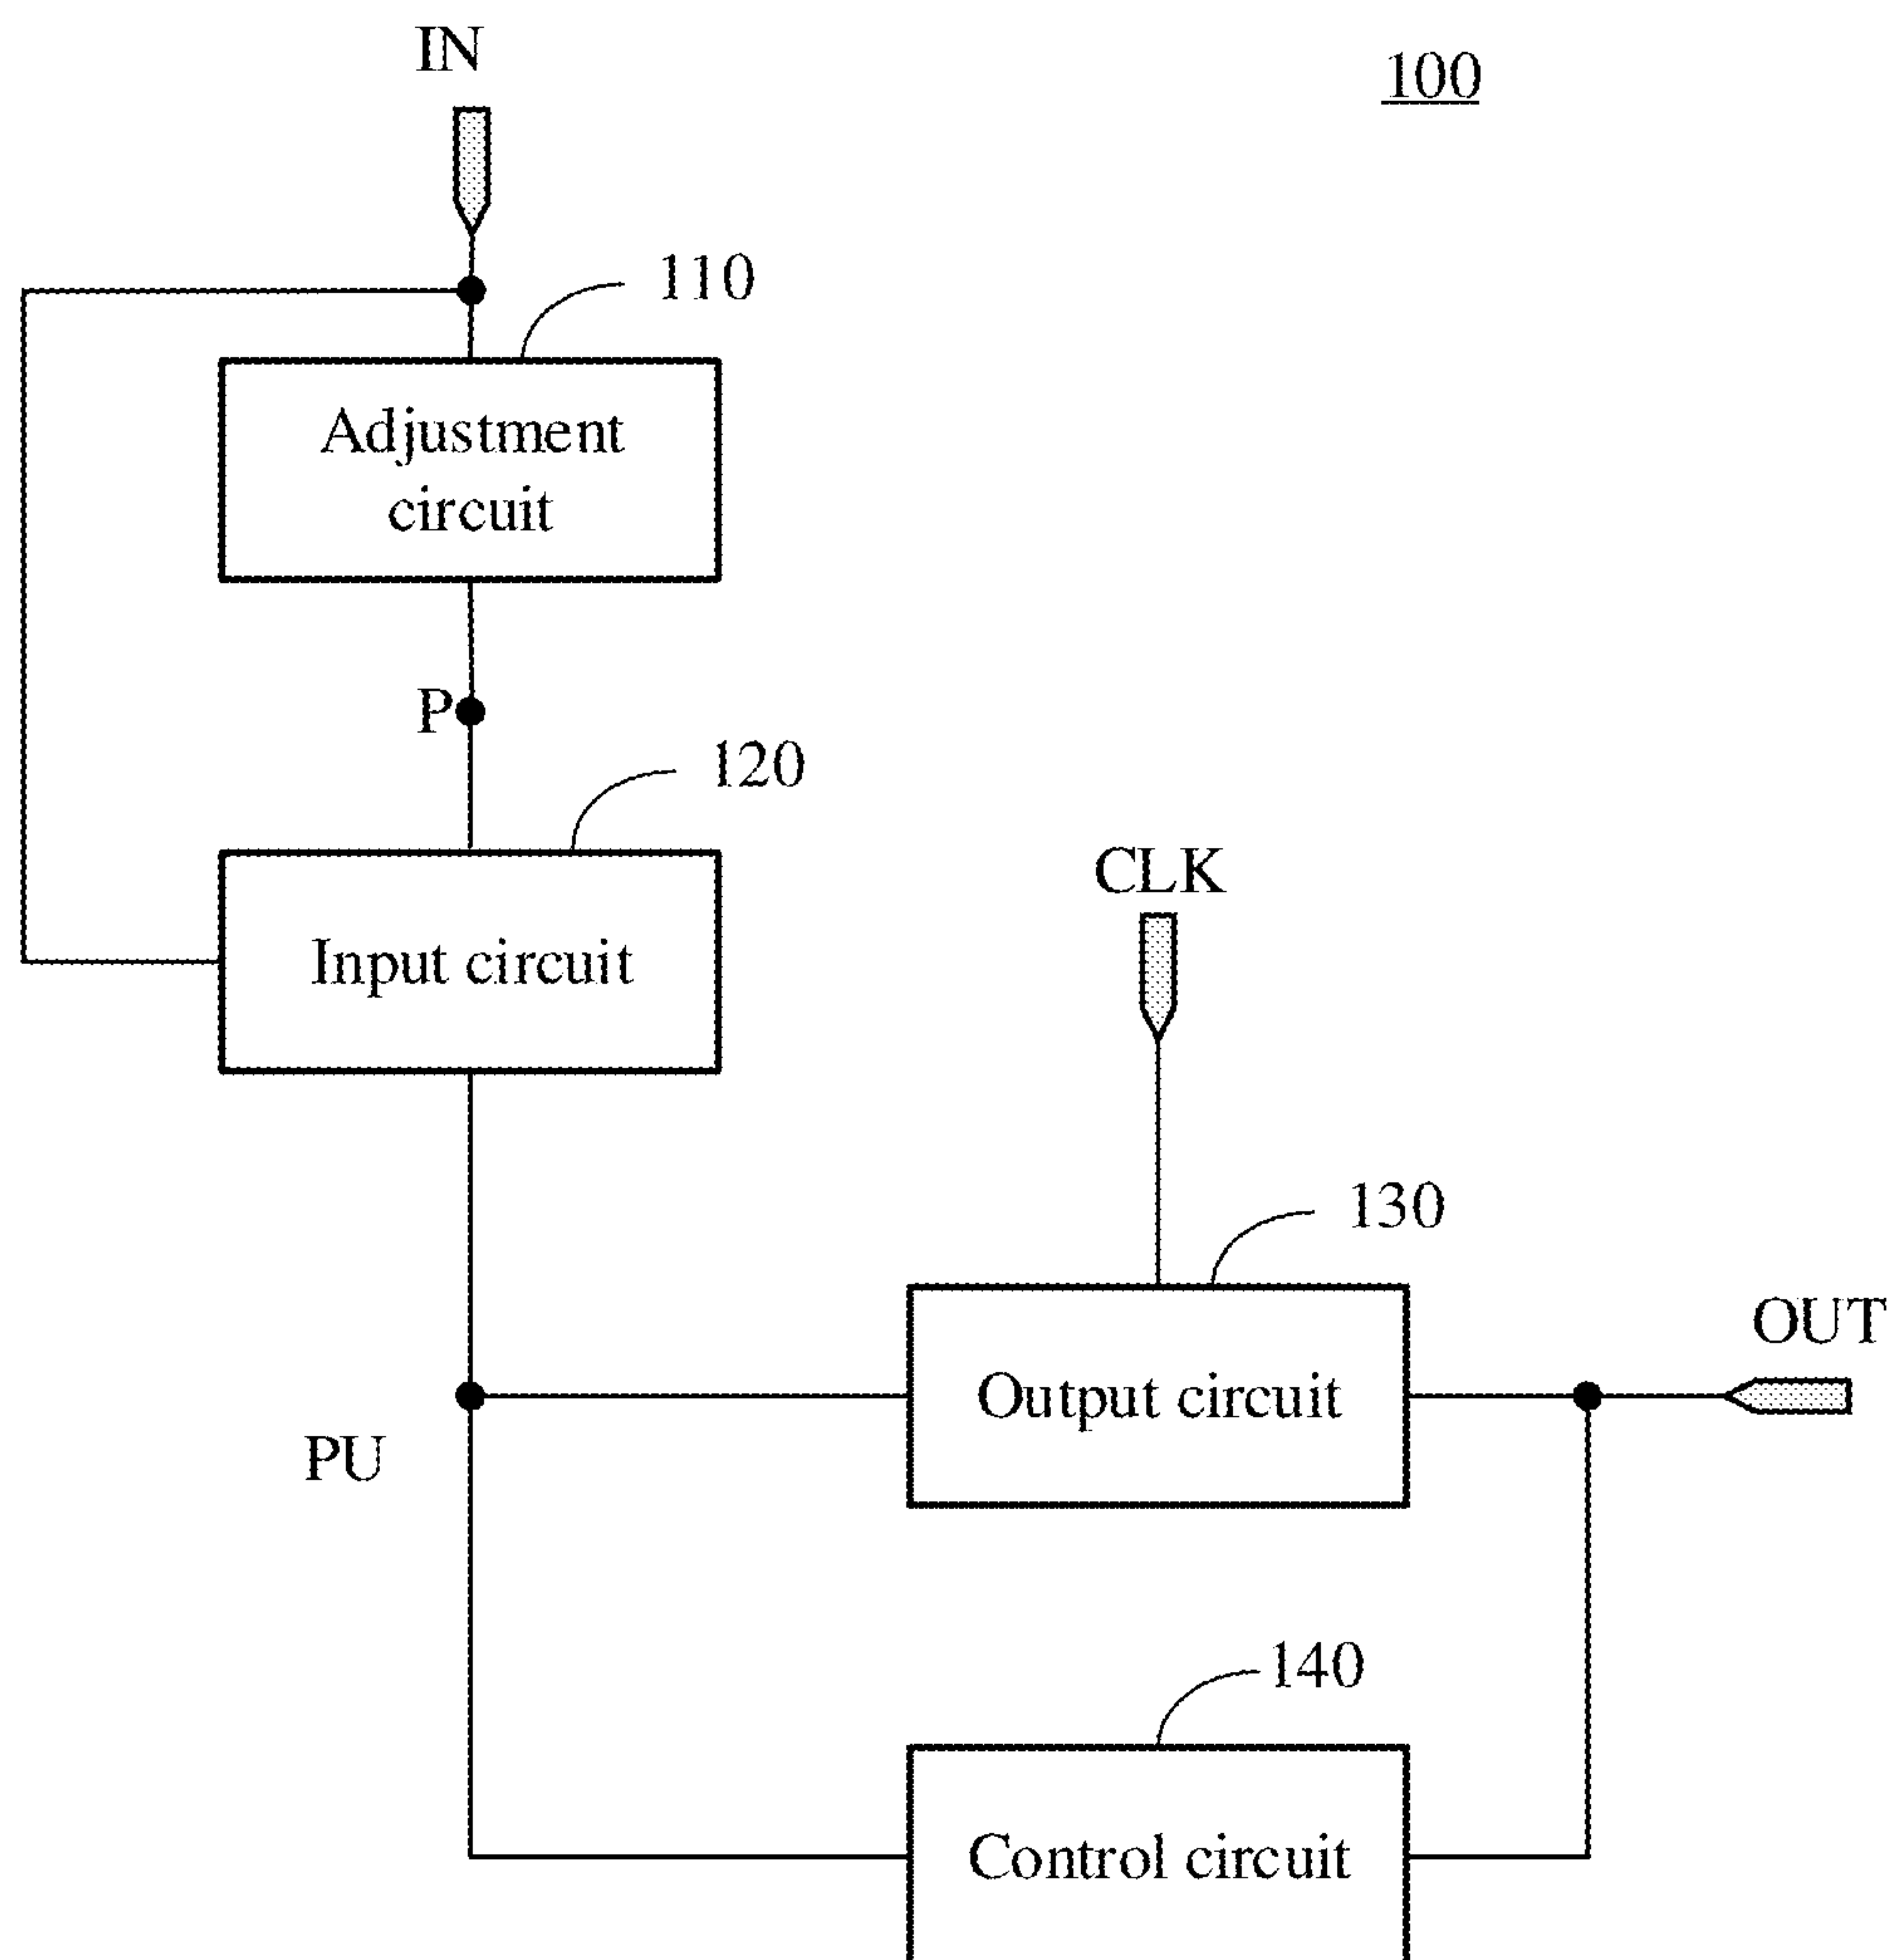 IN
100
110
Adjustment
circuit
P
120
Input circuit
CLK
130
Output circuit
OUT
PU
140
Control circuit